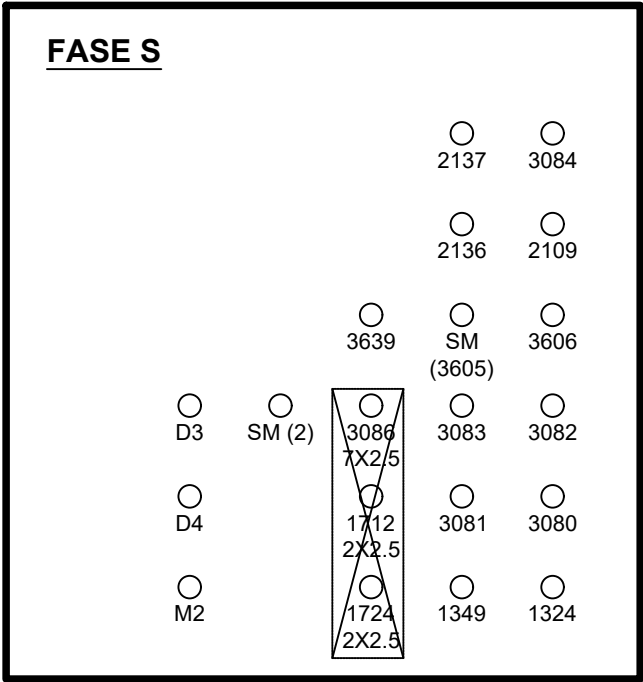 FASE S
2137 3084
2136 2109
3639 SM 3606
(3605)
D3 SM (2) 3086 3083 3082
7X2.5
D4 1712 3081 3080
2X2.5
M2 1724 1349 1324
2X2.5